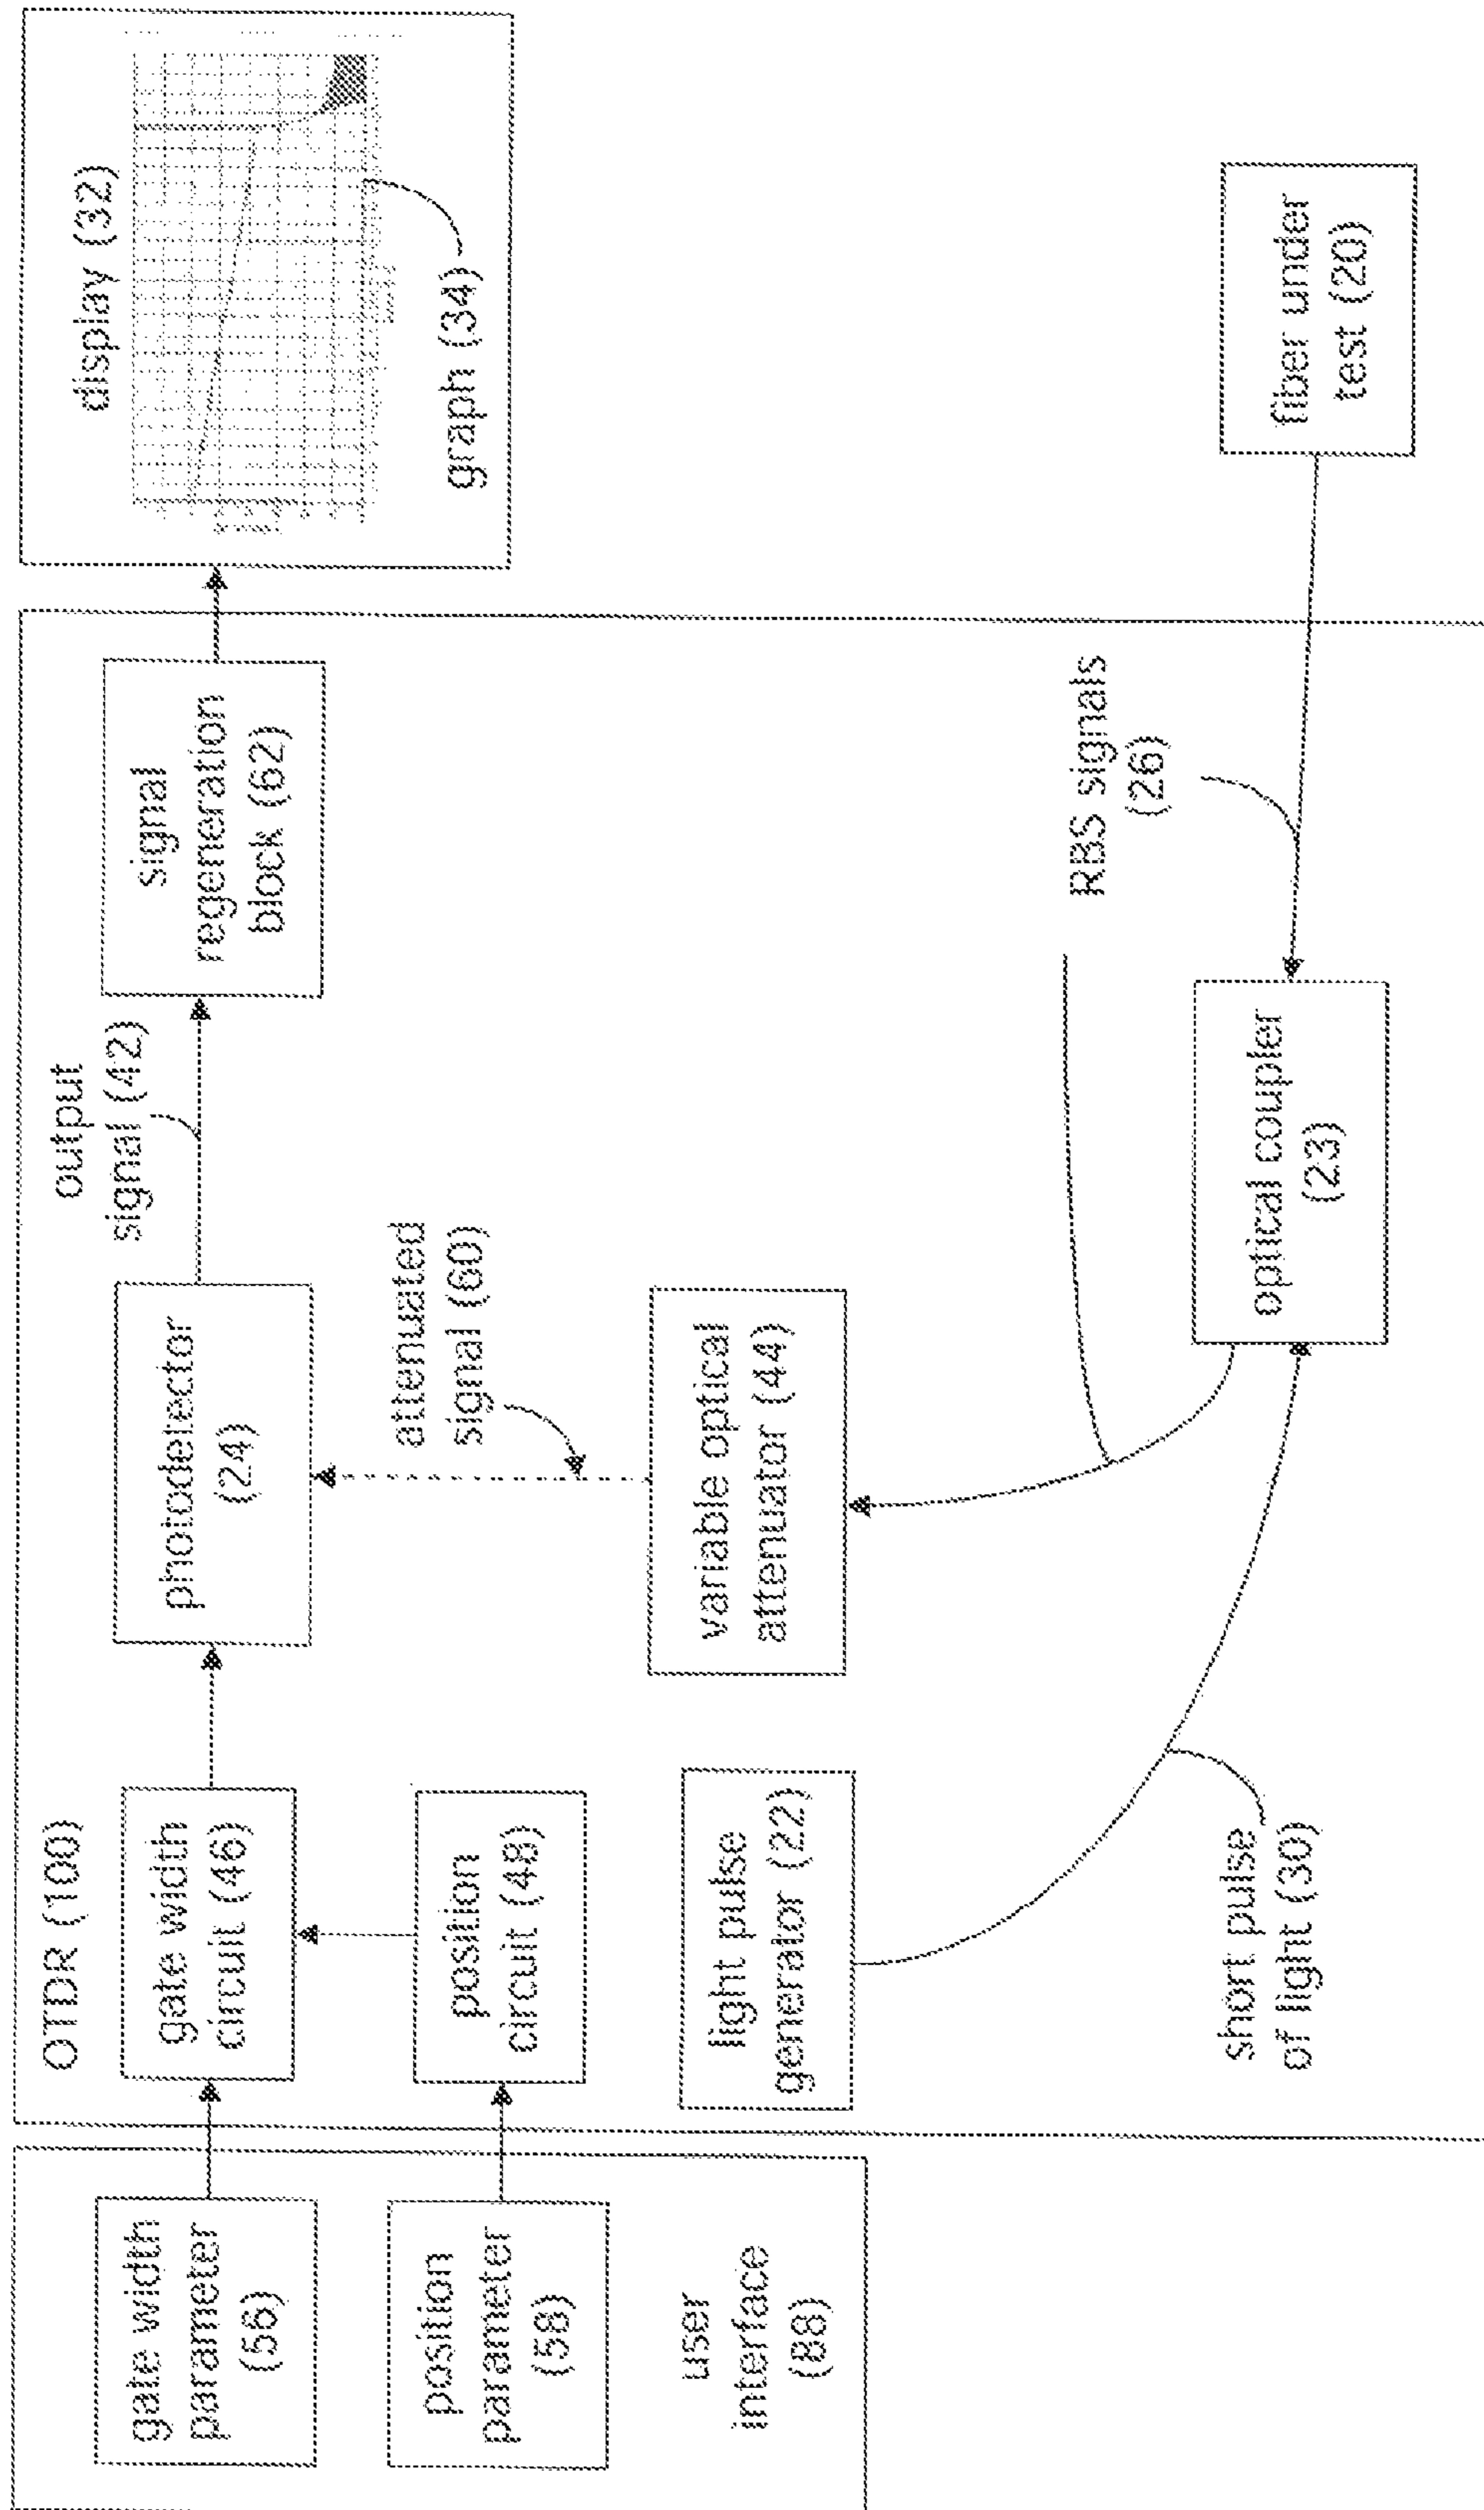 gate width
parameter
(56)
position
parameter
(58)
user
interface
(88)
OTDR (100)
gate width
circuit (46)
position
circuit (48)
light pulse
generator (22)
short pulse
of light (30)
photodetector
(24)
attenuated
signal (60)
variable optical
attenuator (44)
output
signal (42)
signal
regeneration
block (62)
RBS signals
(26)
optical coupler
(23)
display (32)
graph (34)
fiber under
test (20)